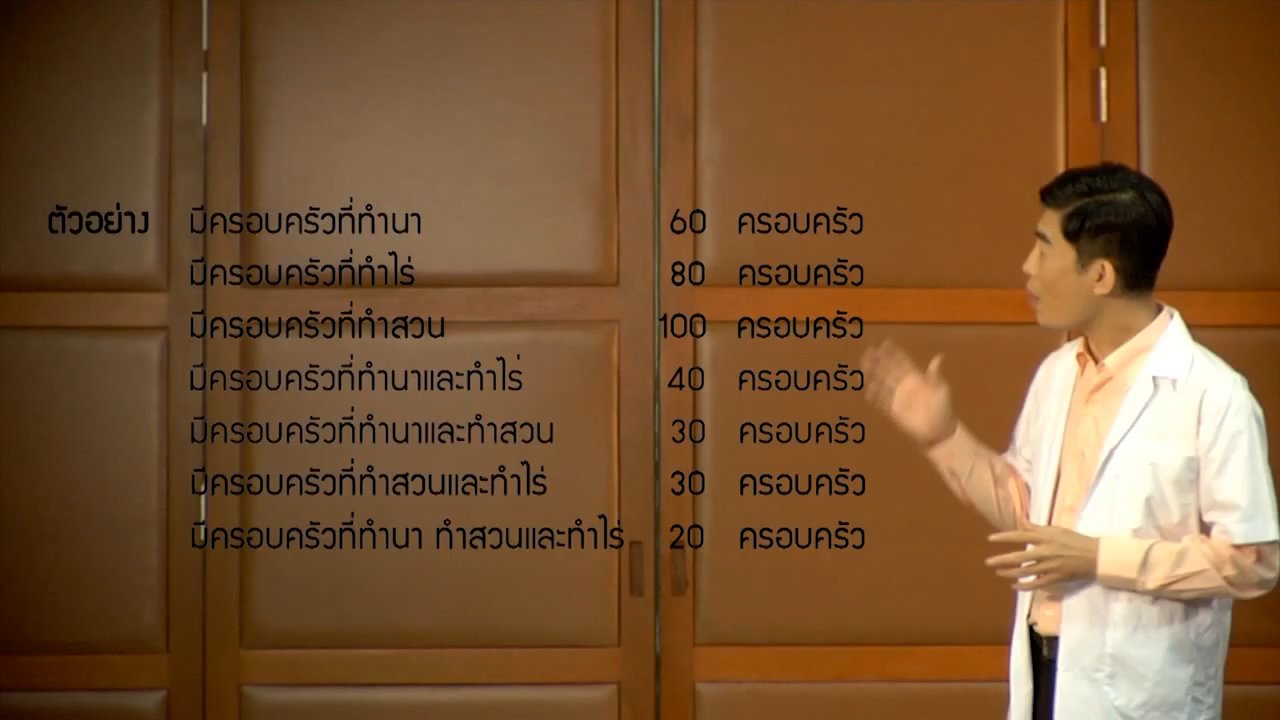 ตัวอย่าง มีครอบครัวที่ทำนา 60 ครอบครัว
มีครอบครัวที่ทำไร่ 80 ครอบครัว
มีครอบครัวที่ทำสวน 100 ครอบครัว
มีครอบครัวที่ทำนาและทำไร่ 40 ครอบครัว
มีครอบครัวที่ทำนาและทำสวน 30 ครอบครัว
มีครอบครัวที่ทำสวนและทำไร่ 30 ครอบครัว
มีครอบครัวที่ทำนา ทำสวนและทำไร่ 20 ครอบครัว